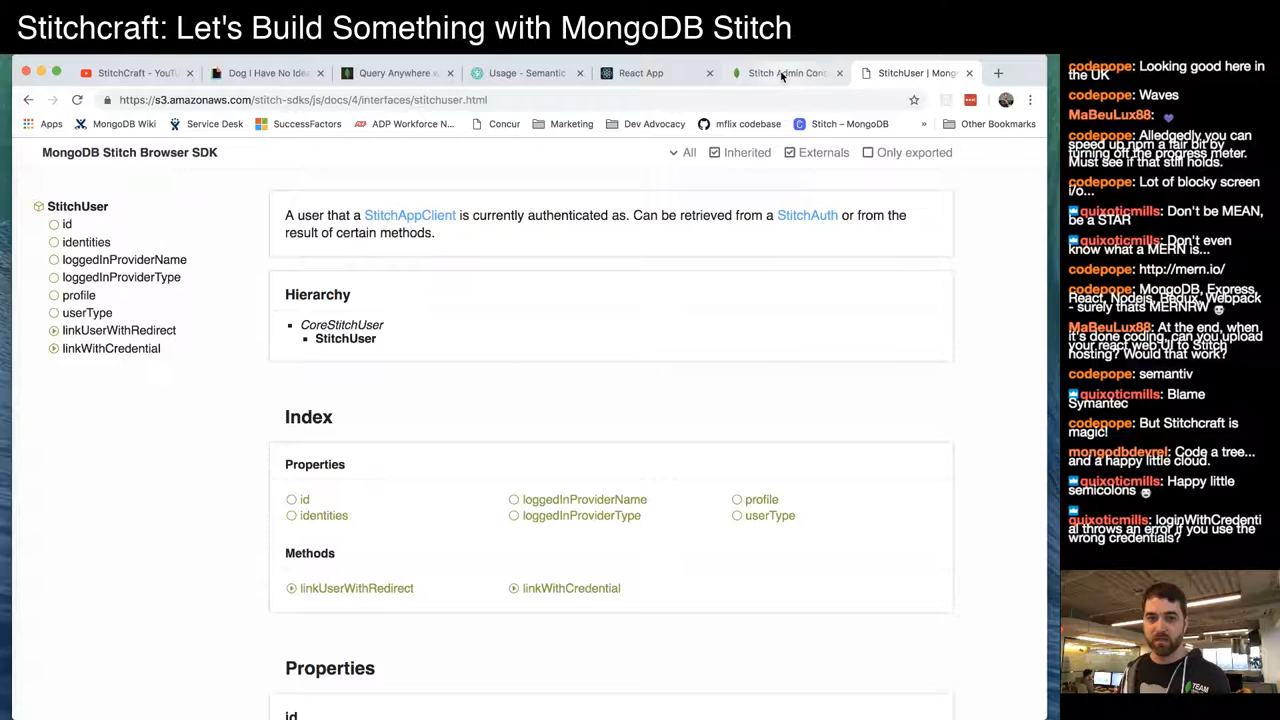 Stitchcraft: Let's Build Something with MongoDB Stitch
StitchCraft - YouTu
Dog I Have No Ide
Query Anywhere
Usage - Semantic
React App
Stitch Admin Cons
StitchUser | Mong
https://s3.amazonaws.com/stitch-sdks/js/docs/4/interfaces/stitchuser.html
Apps
MongoDB Wiki
Service Desk
SuccessFactors
ADP Workforce N...
Concur
Marketing
Dev Advocacy
mflix codebase
Stitch – MongoDB
»
Other Bookmarks
MongoDB Stitch Browser SDK
All
Inherited
Externals
Only exported
StitchUser
id
identities
loggedInProviderName
loggedInProviderType
profile
userType
linkUserWithRedirect
linkWithCredential
A user that a StitchAppClient is currently authenticated as. Can be retrieved from a StitchAuth or from the
result of certain methods.
Hierarchy
CoreStitchUser
StitchUser
Index
Properties
id
identities
loggedInProviderName
loggedInProviderType
profile
userType
Methods
linkUserWithRedirect
linkWithCredential
Properties
id
codepope: Looking good here in
the UK
codepope: Waves
MaBeuLux88:
codepope: Alledgedly you can
speed up npm a fair bit by
turning off the progress meter.
Must see if that still holds.
codepope: Lot of blocky screen
i/o...
quixoticmills: Don't be MEAN,
be a STAR
quixoticmills: Don't even
know what a MERN is...
codepope: http://mern.io/
codepope: MongoDB, Express,
React, Nodejs, Redux, Webpack
- surely thats MERNRW
MaBeuLux88: At the end, when
it's done coding, can you upload
your react web UI to Stitch
hosting? Would that work?
codepope: semantiv
quixoticmills: Blame
Symantec
codepope: But Stitchcraft is
magic!
mongodbdevrel: Code a tree...
and a happy little cloud.
quixoticmills: Happy little
semicolons
quixoticmills: loginWithCredenti
al throws an error if you use the
wrong credentials?
TEAM